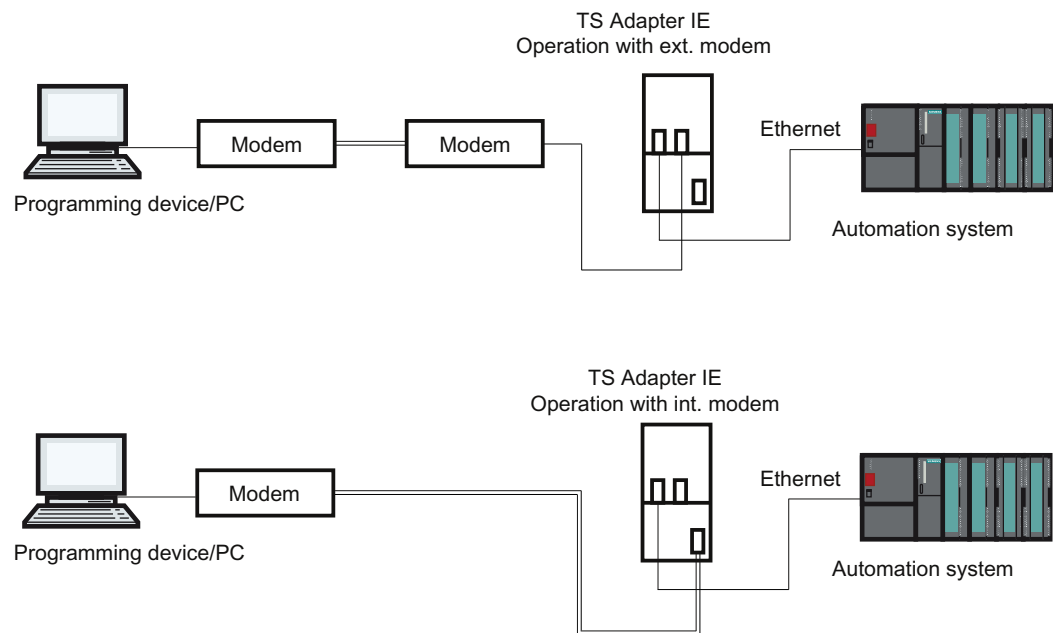 TS Adapter IE
Operation with ext. modem
Modem
Modem
Ethernet
Programming device/PC
Automation system
TS Adapter IE
Operation with int. modem
Modem
Ethernet
Programming device/PC
Automation system